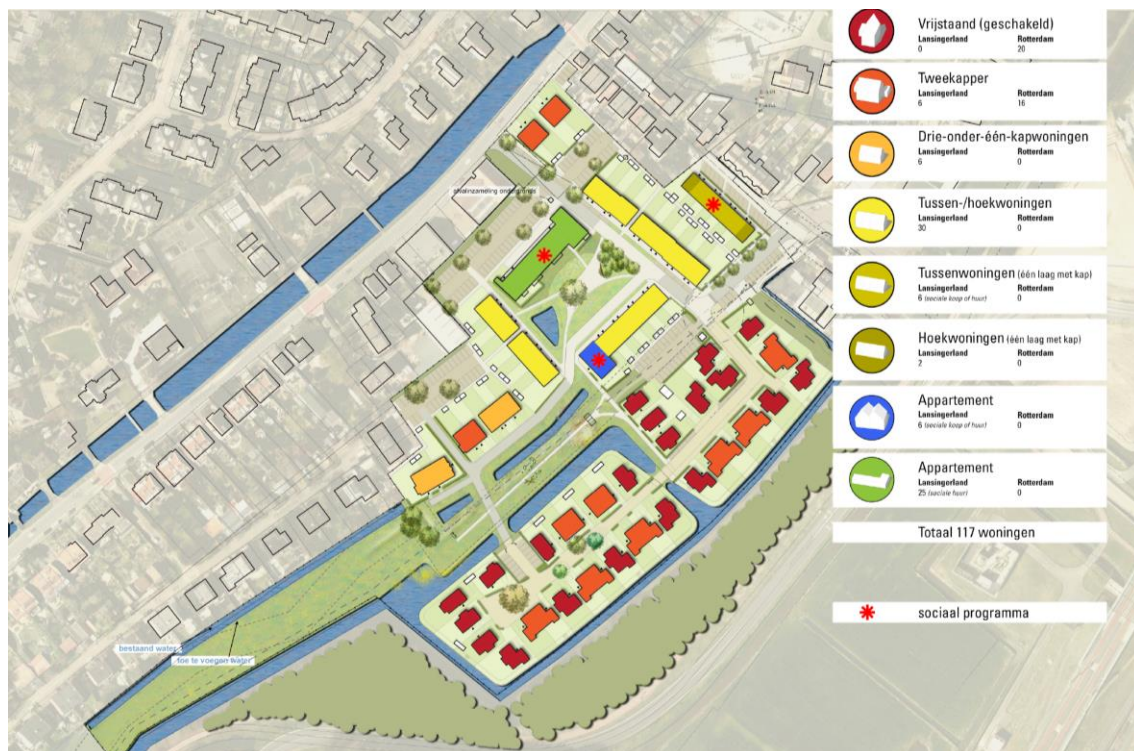 Vrijstaand (geschakeld)
Lansingerland Rotterdam
0 20
Tweekapper
Lansingerland Rotterdam
6 16
Drie-onder-één-kapwoningen
Lansingerland Rotterdam
6 0
Tussen-/hoekwoningen
Lansingerland Rotterdam
30 0
Tussenwoningen (één laag met kap)
Lansingerland Rotterdam
6 (sociale koop of huur) 0
Hoekwoningen (één laag met kap)
Lansingerland Rotterdam
2 0
Appartement
Lansingerland Rotterdam
6 (sociale koop of huur) 0
Appartement
Lansingerland Rotterdam
25 (sociale huur) 0
Totaal 117 woningen
sociaal programma
bestaand water
toe te voegen water